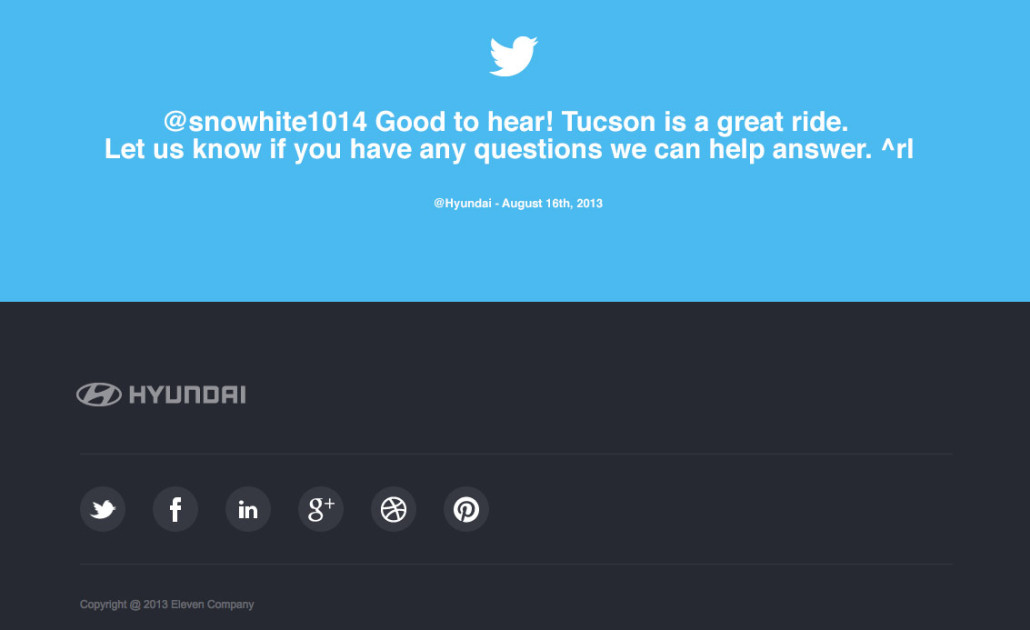 @snowhite1014 Good to hear! Tucson is a great ride.
Let us know if you have any questions we can help answer. ^rl
@Hyundai - August 16th, 2013
HYUNDAI
f in g+
Copyright @ 2013 Eleven Company